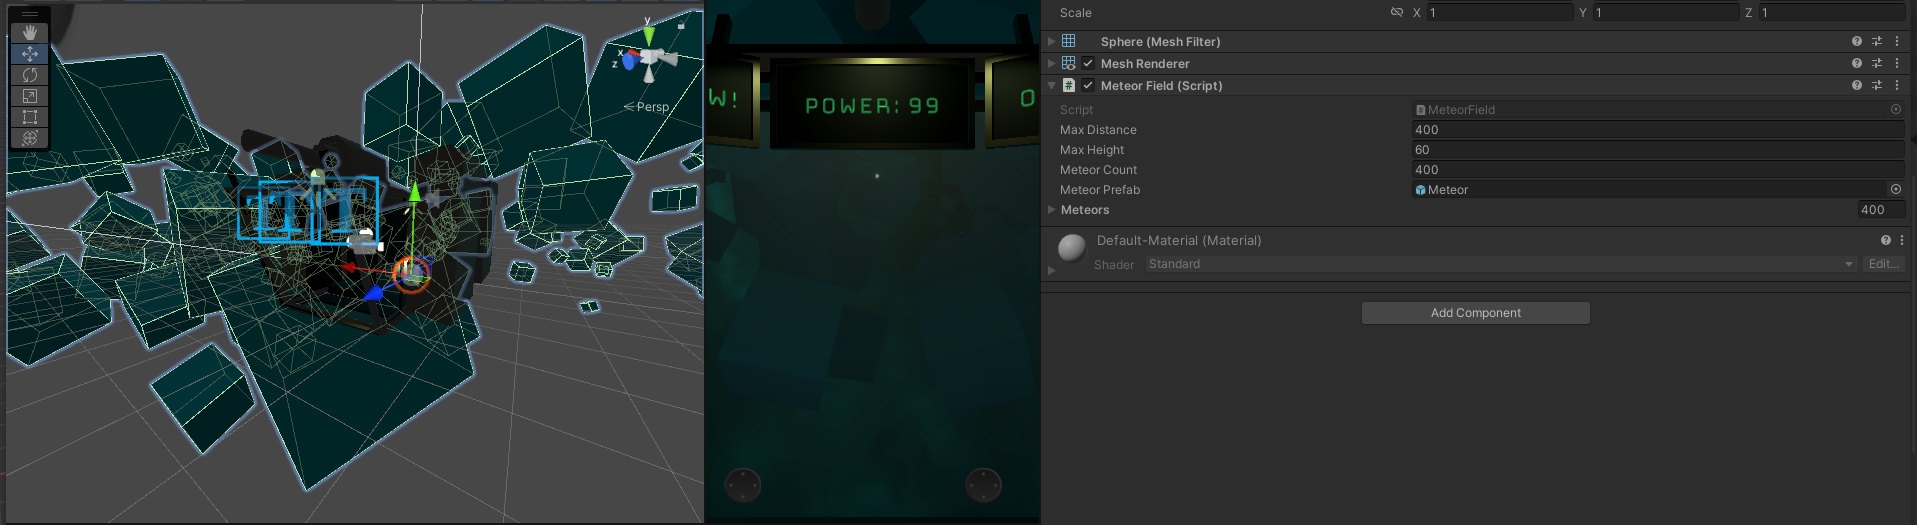 y
x
z
Persp
W!
POWER:99
O
Scale
X 1
Y 1
Z 1
Sphere (Mesh Filter)
Mesh Renderer
# Meteor Field (Script)
Script
MeteorField
Max Distance
400
Max Height
60
Meteor Count
400
Meteor Prefab
Meteor
Meteors
400
Default-Material (Material)
Shader
Standard
Edit...
Add Component